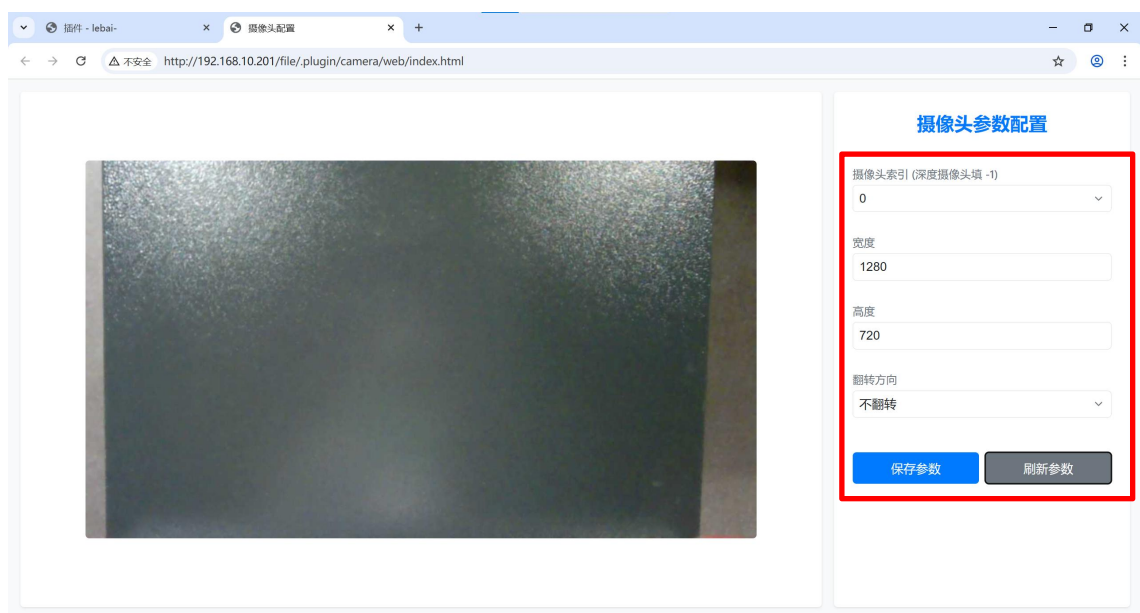 插件 - lebai-
摄像头配置
不安全
http://192.168.10.201/file/.plugin/camera/web/index.html
摄像头参数配置
摄像头索引 (深度摄像头填 -1)
0
宽度
1280
高度
720
翻转方向
不翻转
保存参数 刷新参数